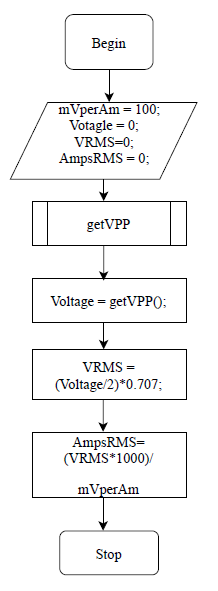 Begin
mVperAm = 100;
Votagle = 0;
VRMS=0;
AmpsRMS = 0;
getVPP
Voltage = getVPP();
VRMS =
(Voltage/2)*0.707;
AmpsRMS=
(VRMS*1000)/
mVperAm
Stop